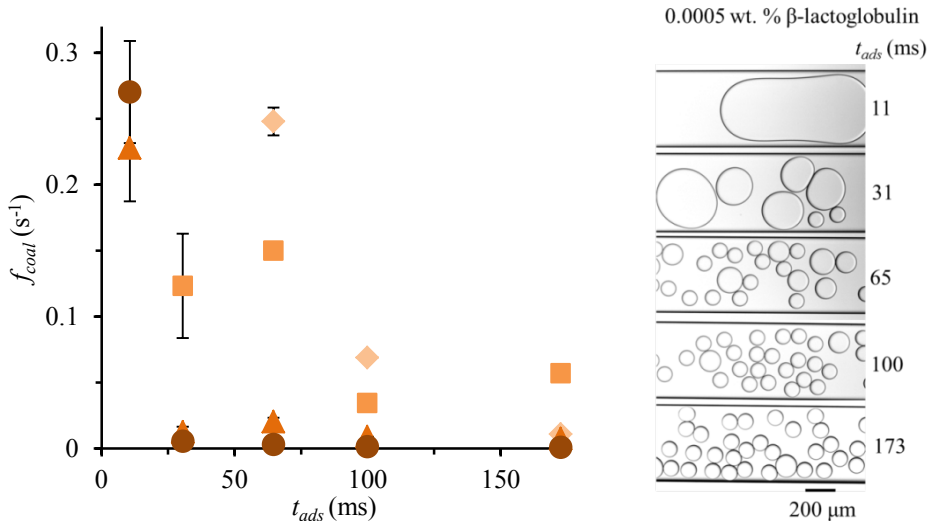 0.3
0.2
0.1
0
f_coal (s⁻¹)
0
50
100
150
t_ads (ms)
0.0005 wt. % β-lactoglobulin
t_ads (ms)
11
31
65
100
173
200 μm